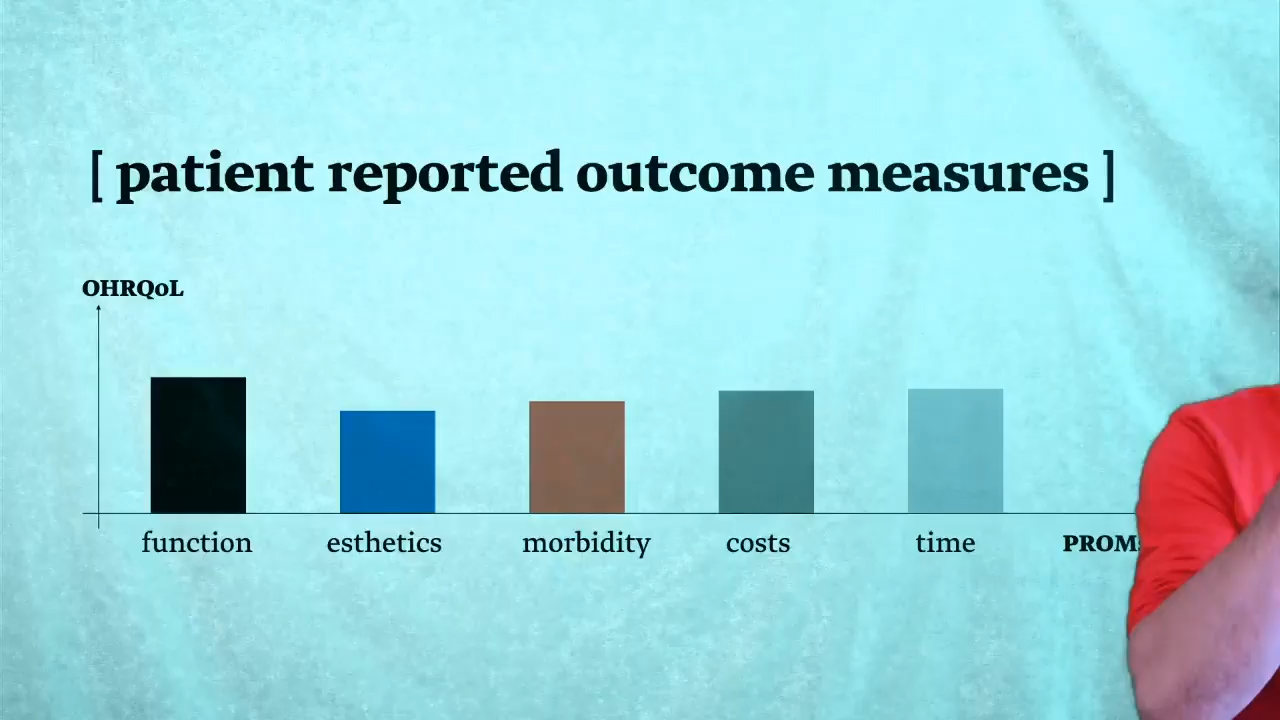 [ patient reported outcome measures ]
OHRQoL
function esthetics morbidity costs time